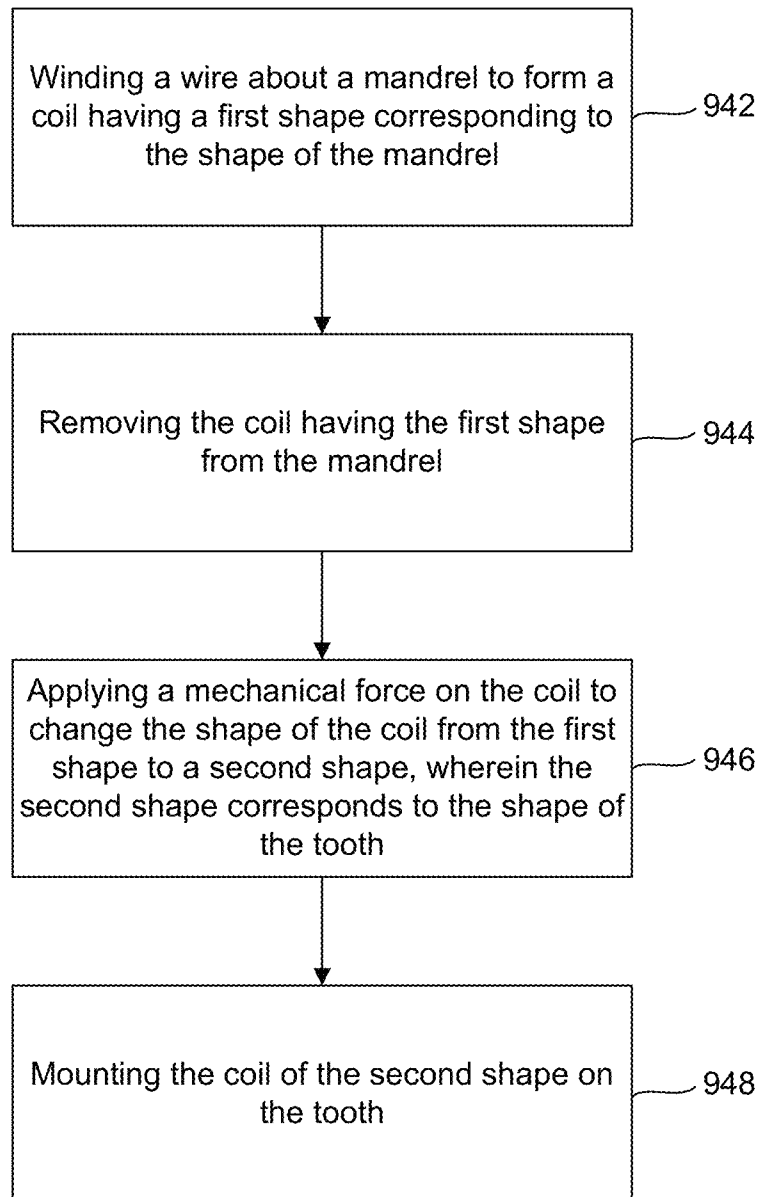 Winding a wire about a mandrel to form a
coil having a first shape corresponding to
the shape of the mandrel
942
Removing the coil having the first shape
from the mandrel
944
Applying a mechanical force on the coil to
change the shape of the coil from the first
shape to a second shape, wherein the
second shape corresponds to the shape of
the tooth
946
Mounting the coil of the second shape on
the tooth
948